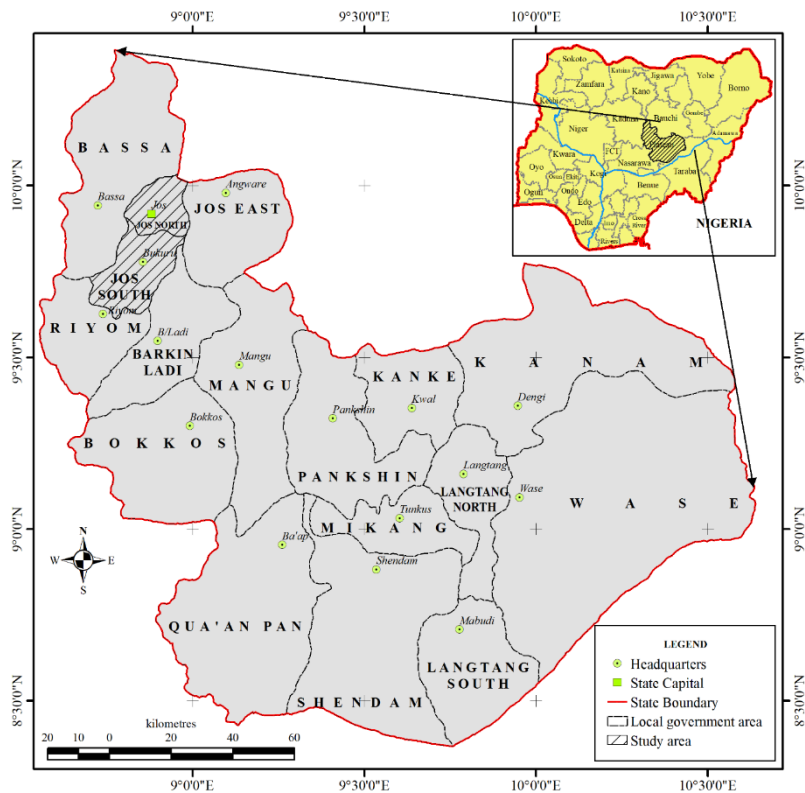 9°0'0"E 9°30'0"E 10°0'0"E 10°30'0"E
10°0'0"N
9°30'0"N
9°0'0"N
8°30'0"N
10°0'0"N
9°30'0"N
9°0'0"N
8°30'0"N
Sokoto
Katsina
Jigawa
Yobe
Zamfara
Kano
Borno
Kebbi
Kaduna
Bauchi
Gombe
Adamawa
Niger
Plateau
FCT
Kwara
Nasarawa
Taraba
Oyo
Kogi
Benue
Osun
Ekiti
Ogun
Ondo
Edo
Delta
Imo
Cross
River
NIGERIA
BASSA
Bassa
Angware
Jos
JOS EAST
JOS NORTH
Bukuru
JOS
SOUTH
Riyom
RIYOM
B/Ladi
BARKIN
LADI
Mangu
MANGU
KANKE
KANAM
Kwal
Dengi
Pankshin
Bokkos
BOKKOS
PANKSHIN
Langtang
LANGTANG
NORTH
Wase
WASE
Tunkus
MIKANG
Ba'ap
Shendam
QUA'AN PAN
Mabudi
LANGTANG
SOUTH
SHENDAM
N
W E
S
kilometres
20 10 0 20 40 60
LEGEND
Headquarters
State Capital
State Boundary
Local government area
Study area
9°0'0"E 9°30'0"E 10°0'0"E 10°30'0"E